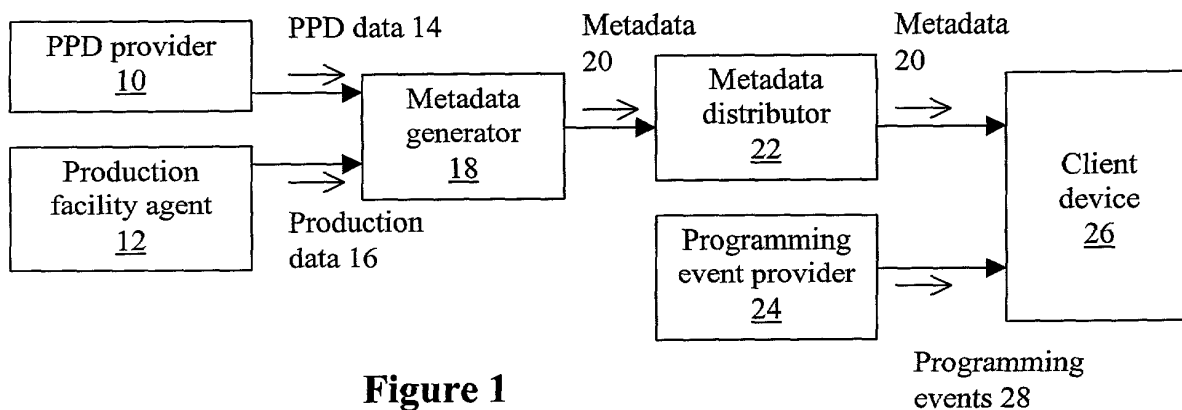 PPD provider
10
PPD data 14
Production
facility agent
12
Production
data 16
Metadata
generator
18
Metadata
20
Metadata
distributor
22
Programming
event provider
24
Metadata
20
Client
device
26
Programming
events 28
Figure 1